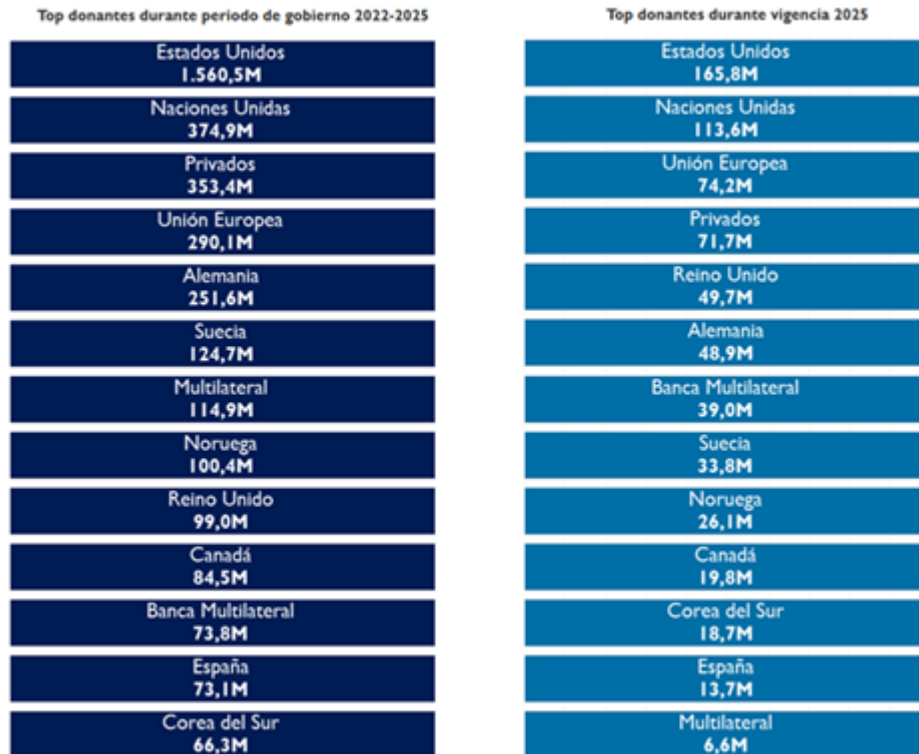 Top donantes durante periodo de gobierno 2022-2025
Estados Unidos
1.560,5M
Naciones Unidas
374,9M
Privados
353,4M
Unión Europea
290,1M
Alemania
251,6M
Suecia
124,7M
Multilateral
114,9M
Noruega
100,4M
Reino Unido
99,0M
Canadá
84,5M
Banca Multilateral
73,8M
España
73,1M
Corea del Sur
66,3M
Top donantes durante vigencia 2025
Estados Unidos
165,8M
Naciones Unidas
113,6M
Unión Europea
74,2M
Privados
71,7M
Reino Unido
49,7M
Alemania
48,9M
Banca Multilateral
39,0M
Suecia
33,8M
Noruega
26,1M
Canadá
19,8M
Corea del Sur
18,7M
España
13,7M
Multilateral
6,6M